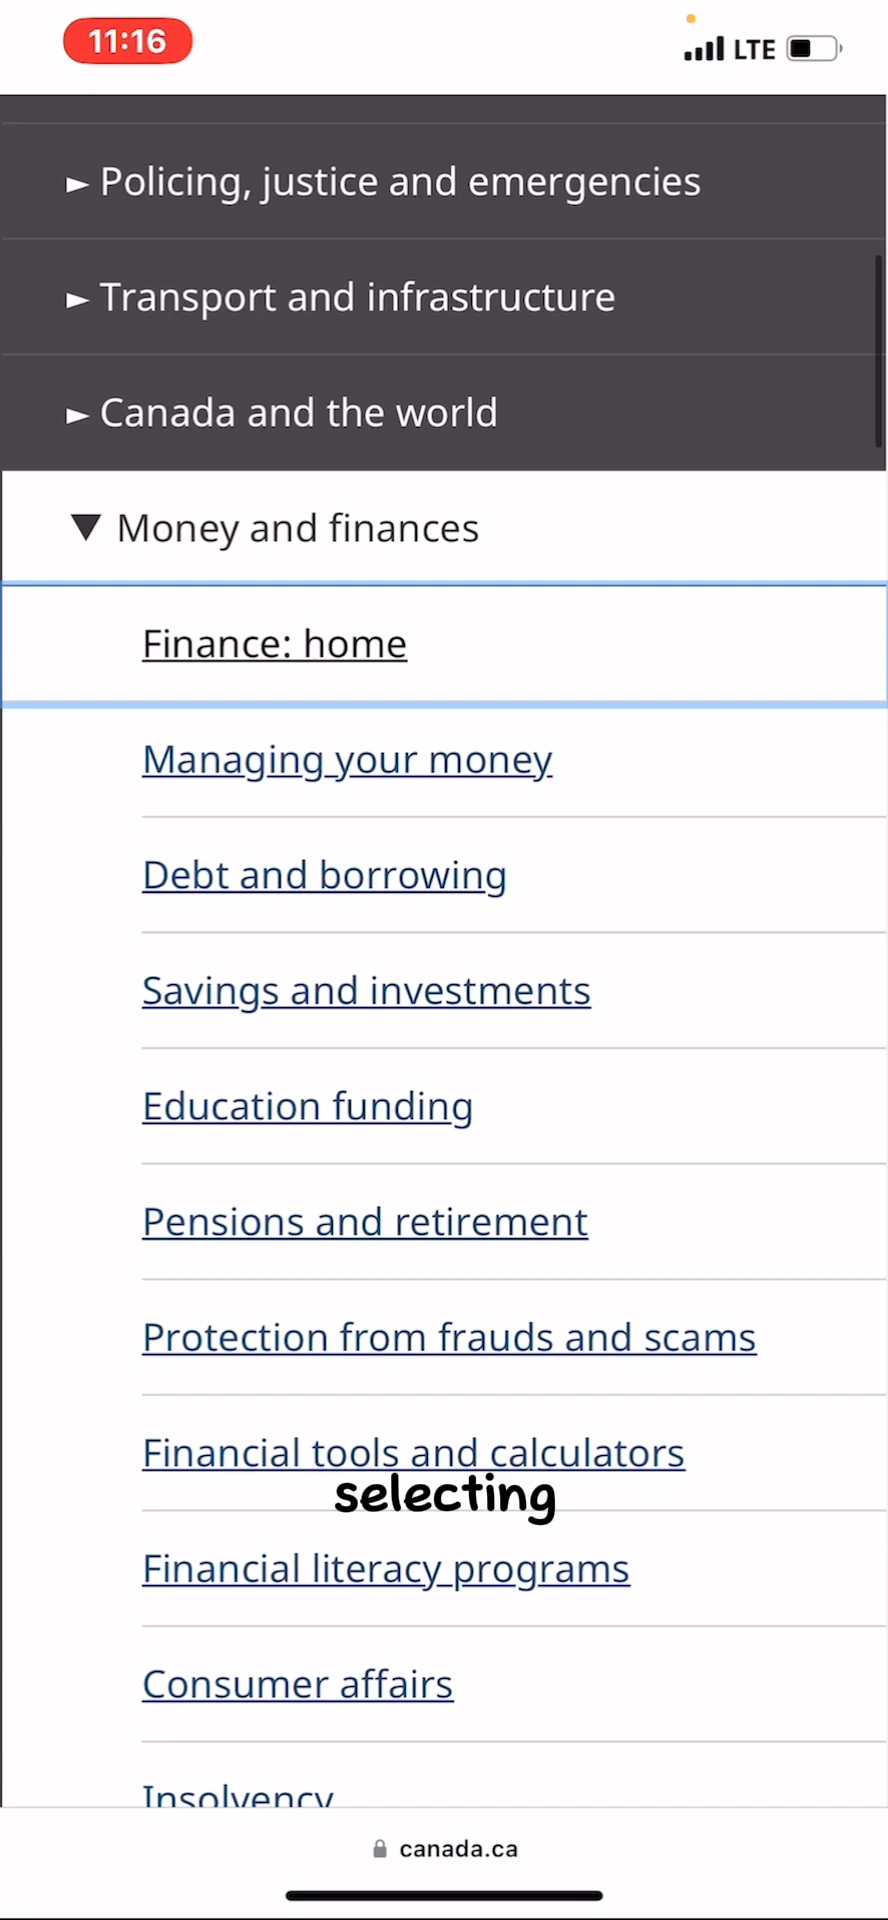 11:16
LTE
► Policing, justice and emergencies
► Transport and infrastructure
► Canada and the world
▼ Money and finances
Finance: home
Managing your money
Debt and borrowing
Savings and investments
Education funding
Pensions and retirement
Protection from frauds and scams
Financial tools and calculators
selecting
Financial literacy programs
Consumer affairs
Insolvency
canada.ca